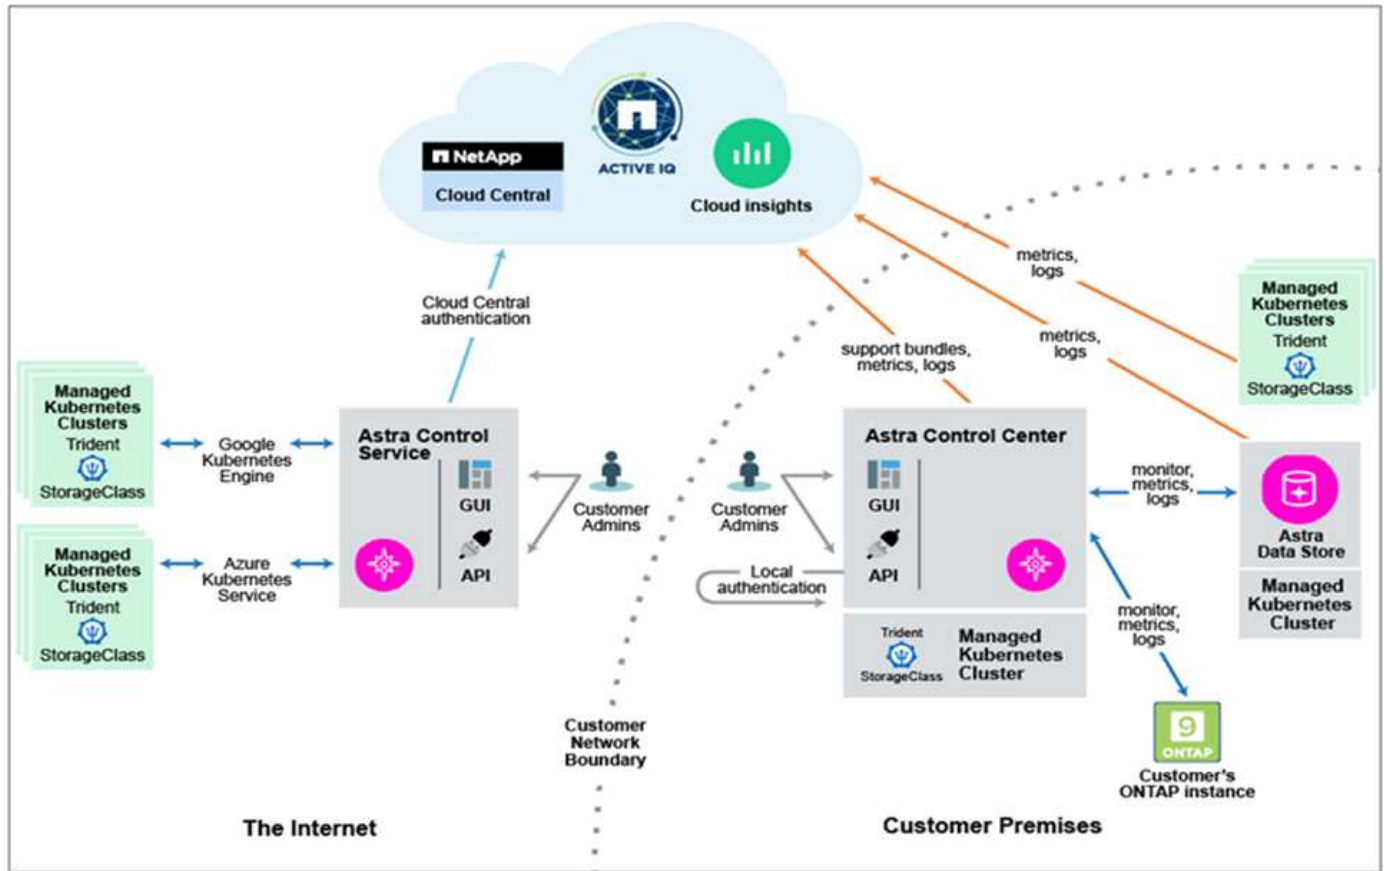 NetApp
Cloud Central
ACTIVE IQ
Cloud insights
Cloud Central
authentication
support bundles,
metrics, logs
metrics,
logs
metrics,
logs
Managed
Kubernetes
Clusters
Trident
StorageClass
Managed
Kubernetes
Clusters
Trident
StorageClass
Google
Kubernetes
Engine
Managed
Kubernetes
Clusters
Trident
StorageClass
Azure
Kubernetes
Service
Astra Control
Service
GUI
API
Customer
Admins
Customer
Admins
Astra Control Center
GUI
API
Local
authentication
Trident
StorageClass
Managed
Kubernetes
Cluster
monitor,
metrics,
logs
Astra
Data Store
Managed
Kubernetes
Cluster
monitor,
metrics,
logs
9
ONTAP
Customer's
ONTAP instance
Customer
Network
Boundary
The Internet
Customer Premises